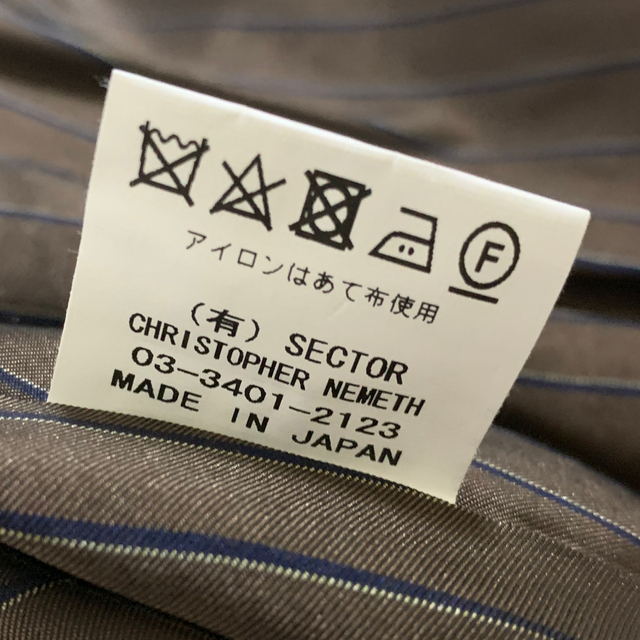 F
アイロンはあて布使用
(有) SECTOR
CHRISTOPHER NEMETH
03-3401-2123
MADE IN JAPAN